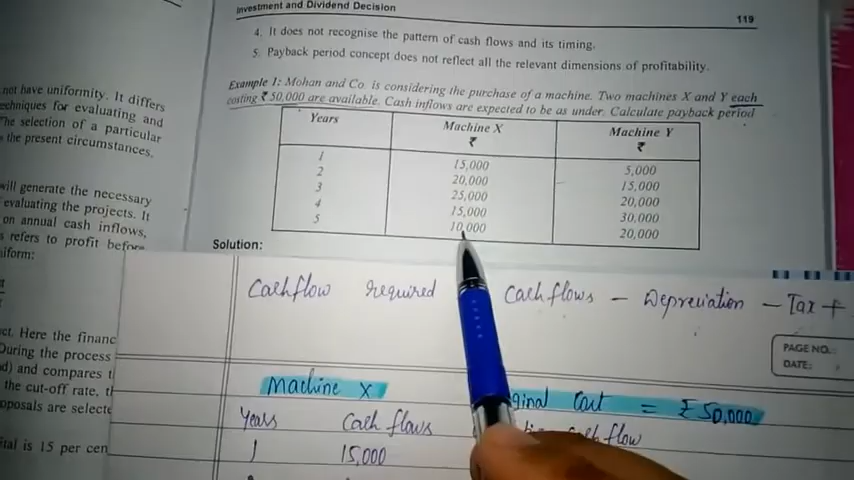 Investment and Dividend Decision
119
4. It does not recognise the pattern of cash flows and its timing.
5. Payback period concept does not reflect all the relevant dimensions of profitability.
not have uniformity. It differs
echniques for evaluating and
The selection of a particular
the present circumstances.
will generate the necessary
evaluating the projects. It
on annual cash inflows,
s refers to profit before
iform:
Example 1: Mohan and Co. is considering the purchase of a machine. Two machines X and Y each
costing ₹ 50,000 are available. Cash inflows are expected to be as under. Calculate payback period
Years Machine X Machine Y
₹ ₹
1 15,000 5,000
2 20,000 15,000
3 25,000 20,000
4 15,000 30,000
5 10,000 20,000
Solution:
ct. Here the financ
During the process
d) and compares t
the cut-off rate, t
oposals are selecte
ital is 15 per cen
Cashflow required Cash flows - Depreciation - Tax +
PAGE NO.:
DATE:
Machine X ginal Cost = ₹ 50,000
Years Cash flows Cash flow
1 15,000